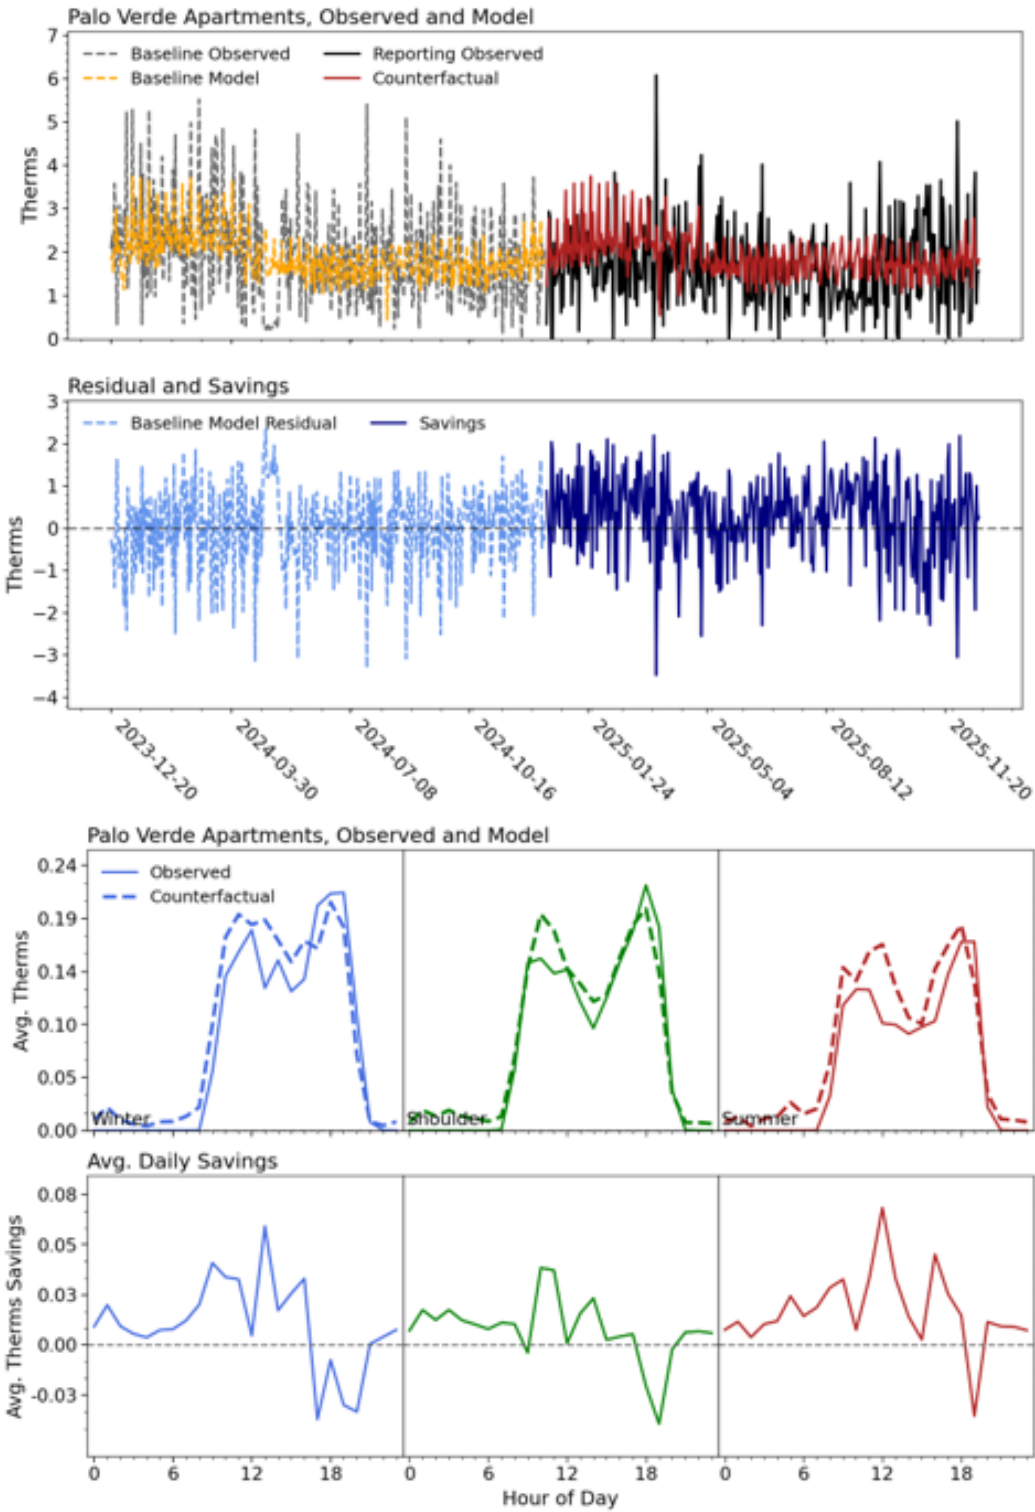 Palo Verde Apartments, Observed and Model
7
Baseline Observed
Reporting Observed
6
Baseline Model
Counterfactual
5
4
3
2
1
0
Therms
Residual and Savings
3
Baseline Model Residual
Savings
2
1
0
−1
−2
−3
−4
Therms
2023-12-20
2024-03-30
2024-07-08
2024-10-16
2025-01-24
2025-05-04
2025-08-12
2025-11-20
Palo Verde Apartments, Observed and Model
0.24
Observed
Counterfactual
0.19
0.14
0.10
0.05
0.00
Avg. Therms
Winter
Shoulder
Summer
Avg. Daily Savings
0.08
0.05
0.03
0.00
-0.03
Avg. Therms Savings
0 6 12 18 0 6 12 18 0 6 12 18
Hour of Day